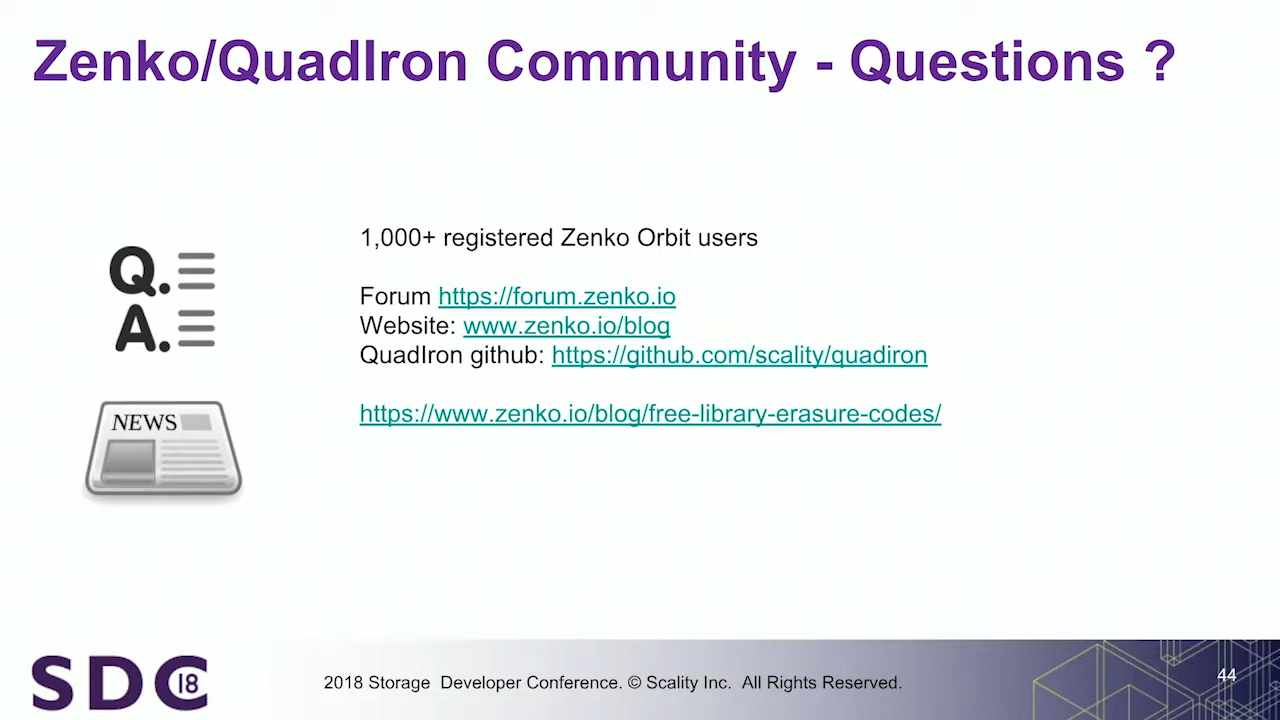 Zenko/QuadIron Community - Questions ?
1,000+ registered Zenko Orbit users
Q.
A.
Forum https://forum.zenko.io
Website: www.zenko.io/blog
QuadIron github: https://github.com/scality/quadiron
NEWS
https://www.zenko.io/blog/free-library-erasure-codes/
SDC 18
2018 Storage Developer Conference. © Scality Inc. All Rights Reserved.
44